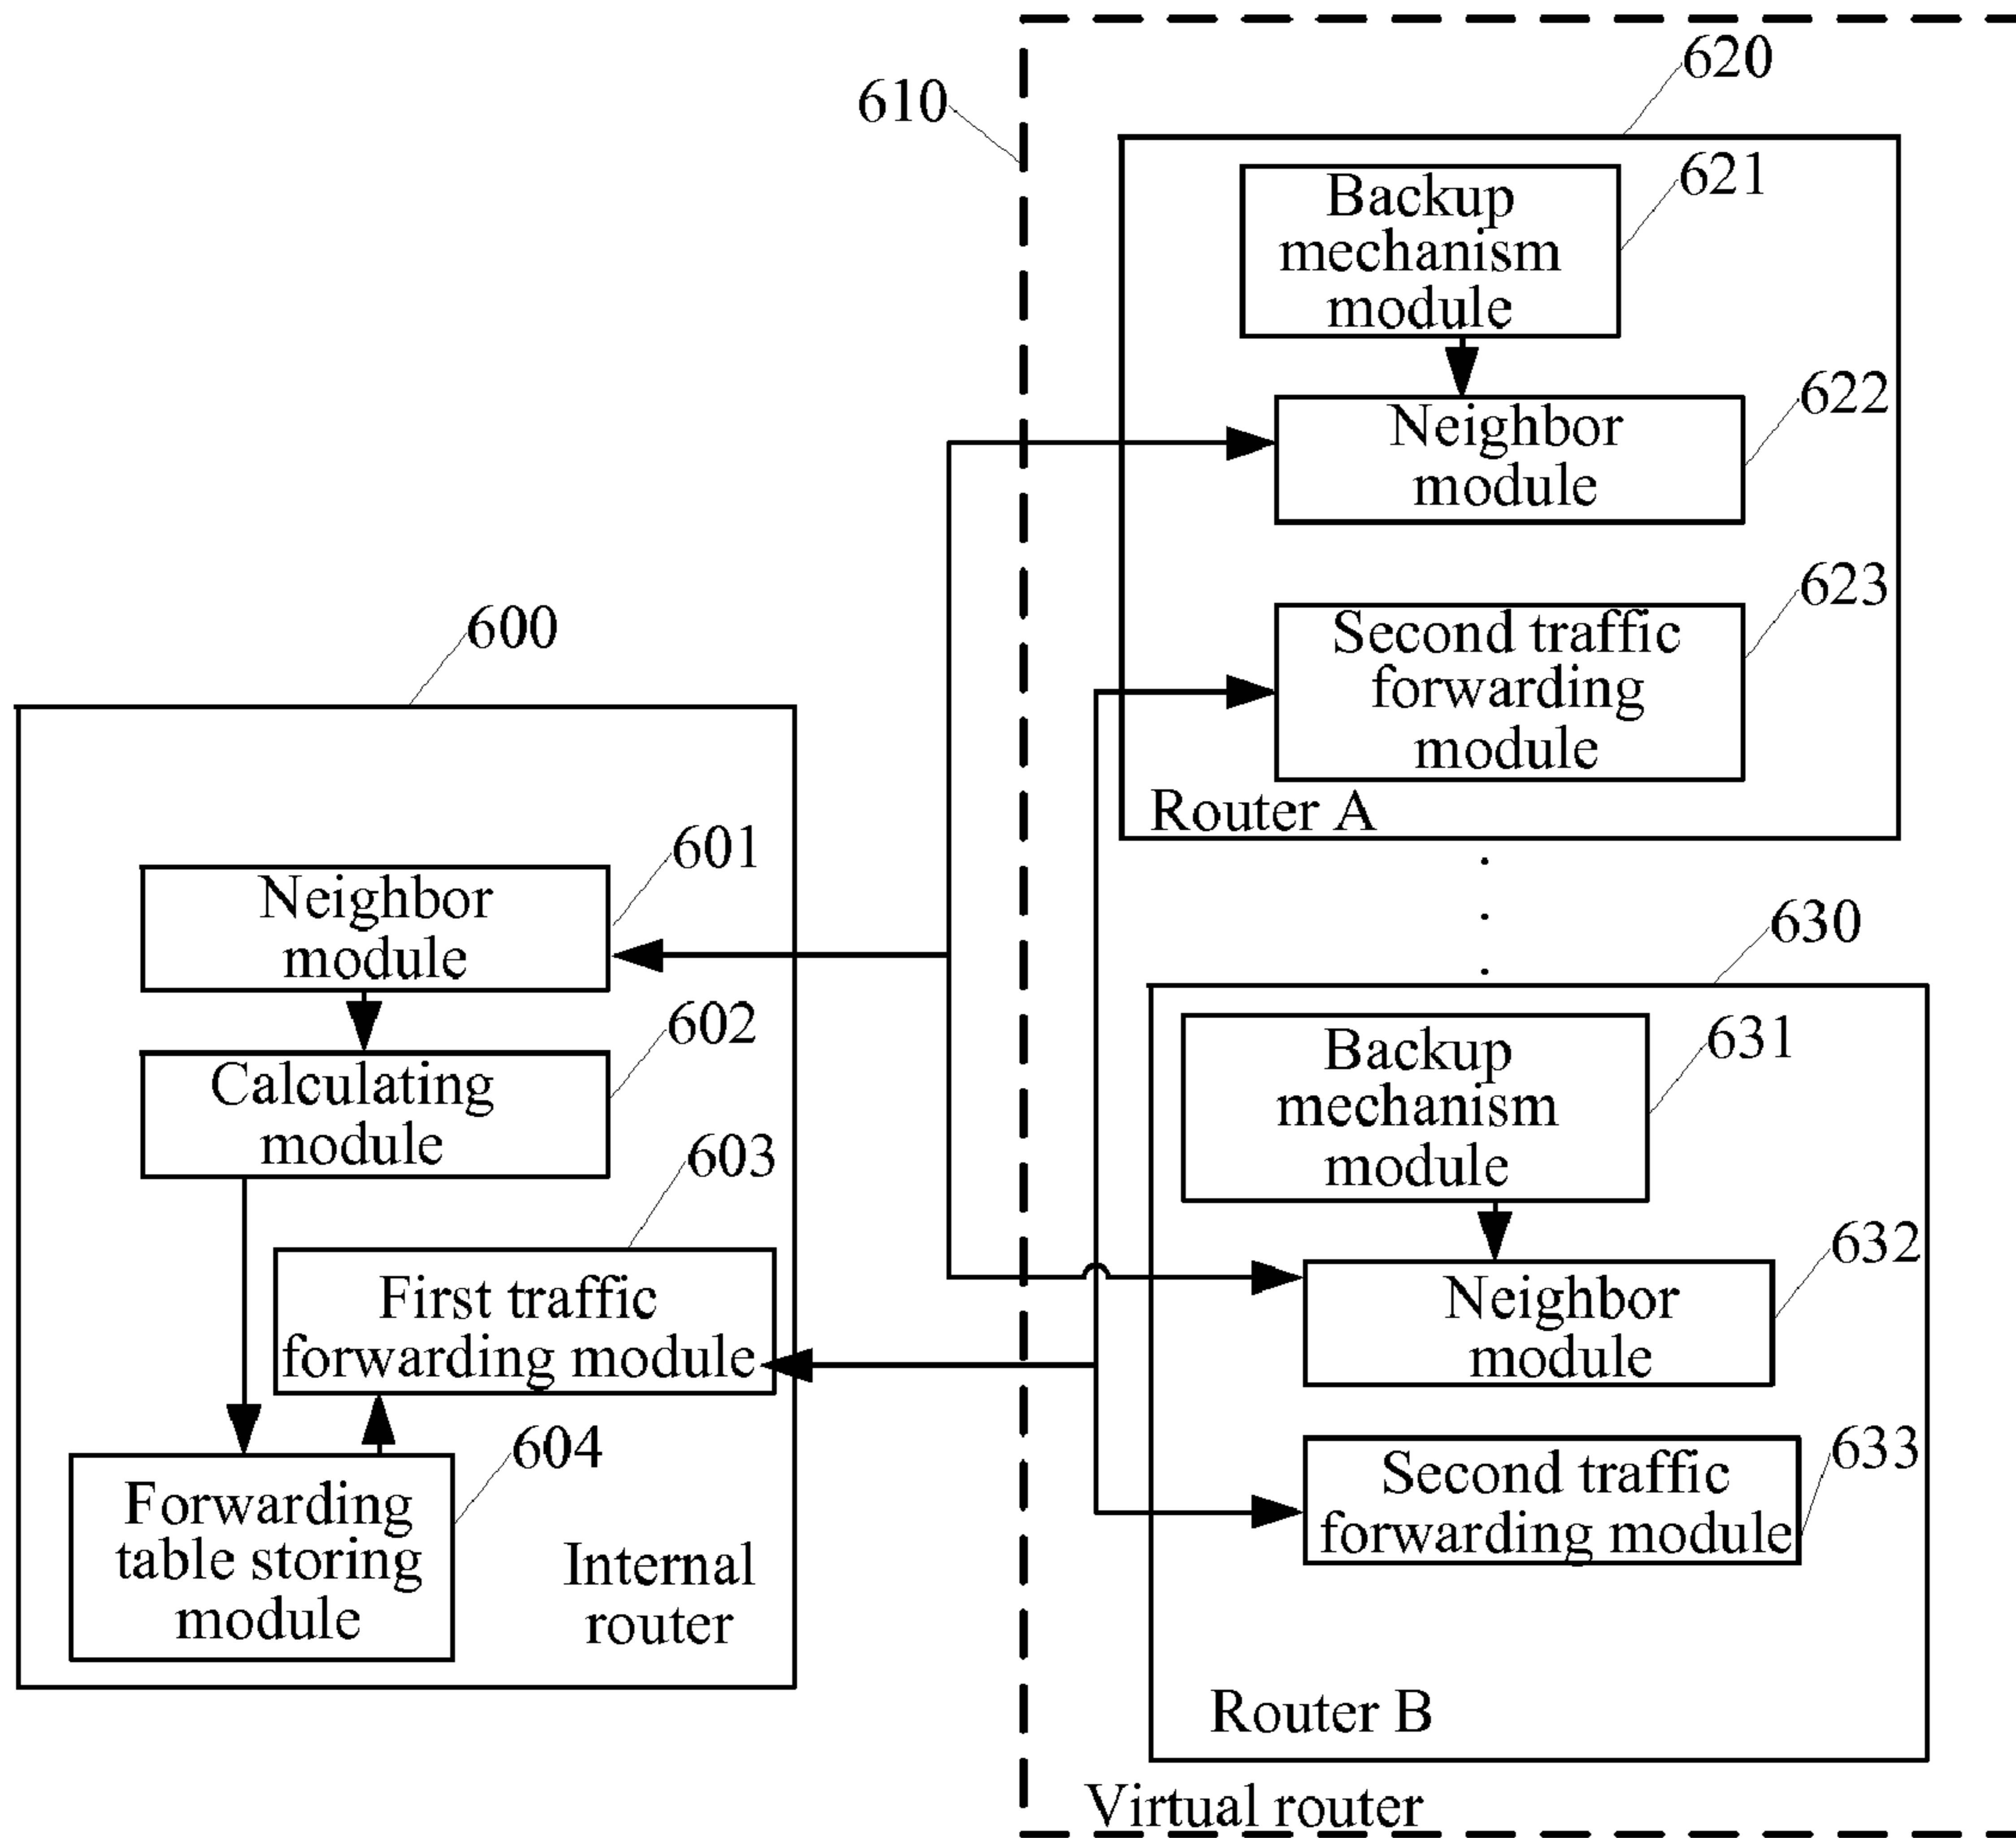 620
610
621
Backup
mechanism
module
622
Neighbor
module
623
Second traffic
forwarding
module
Router A
600
601
Neighbor
module
602
Calculating
module
603
First traffic
forwarding module
604
Forwarding
table storing
module
Internal
router
630
631
Backup
mechanism
module
632
Neighbor
module
633
Second traffic
forwarding module
Router B
Virtual router